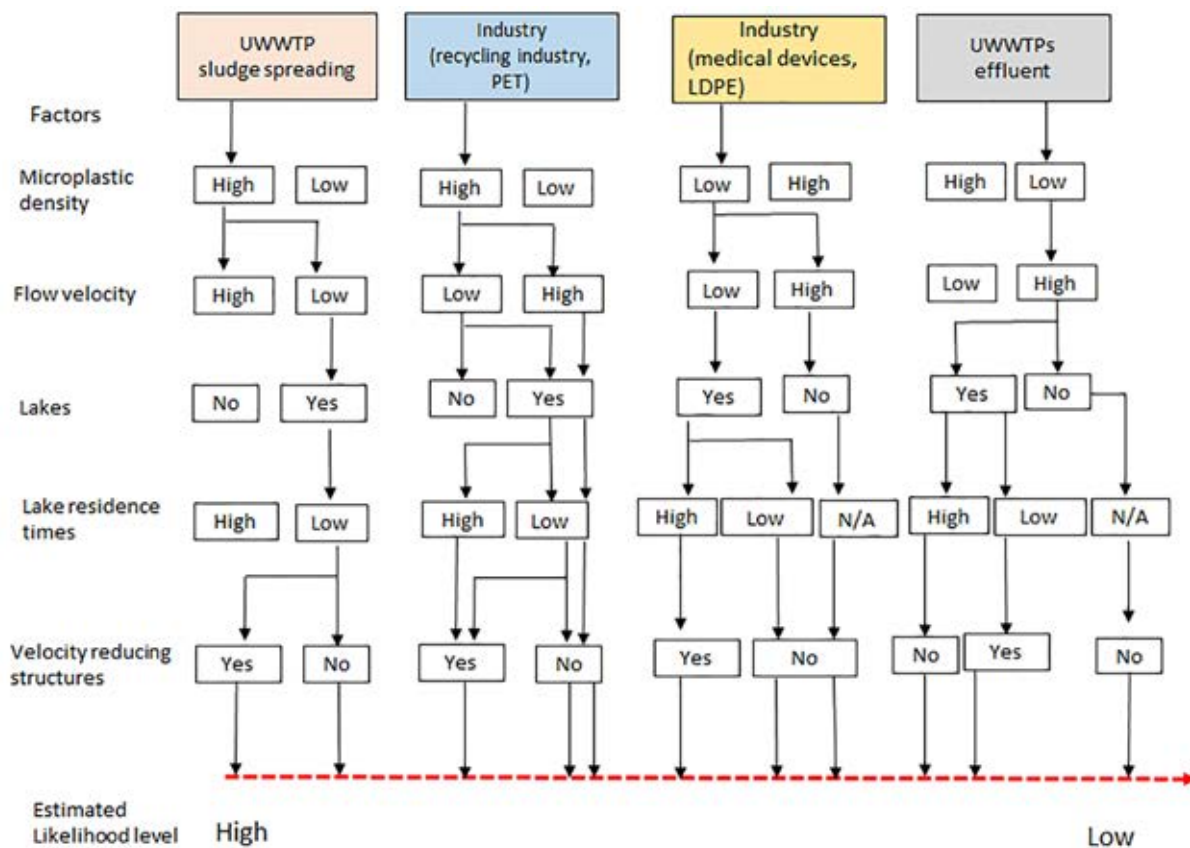 UWWTP
sludge spreading
Industry
(recycling industry,
PET)
Industry
(medical devices,
LDPE)
UWWTPs
effluent
Factors
Microplastic
density
High Low High Low Low High High Low
Flow velocity
High Low Low High Low High Low High
Lakes
No Yes No Yes Yes No Yes No
Lake residence
times
High Low High Low High Low N/A High Low N/A
Velocity reducing
structures
Yes No Yes No Yes No No Yes No
Estimated
Likelihood level
High Low